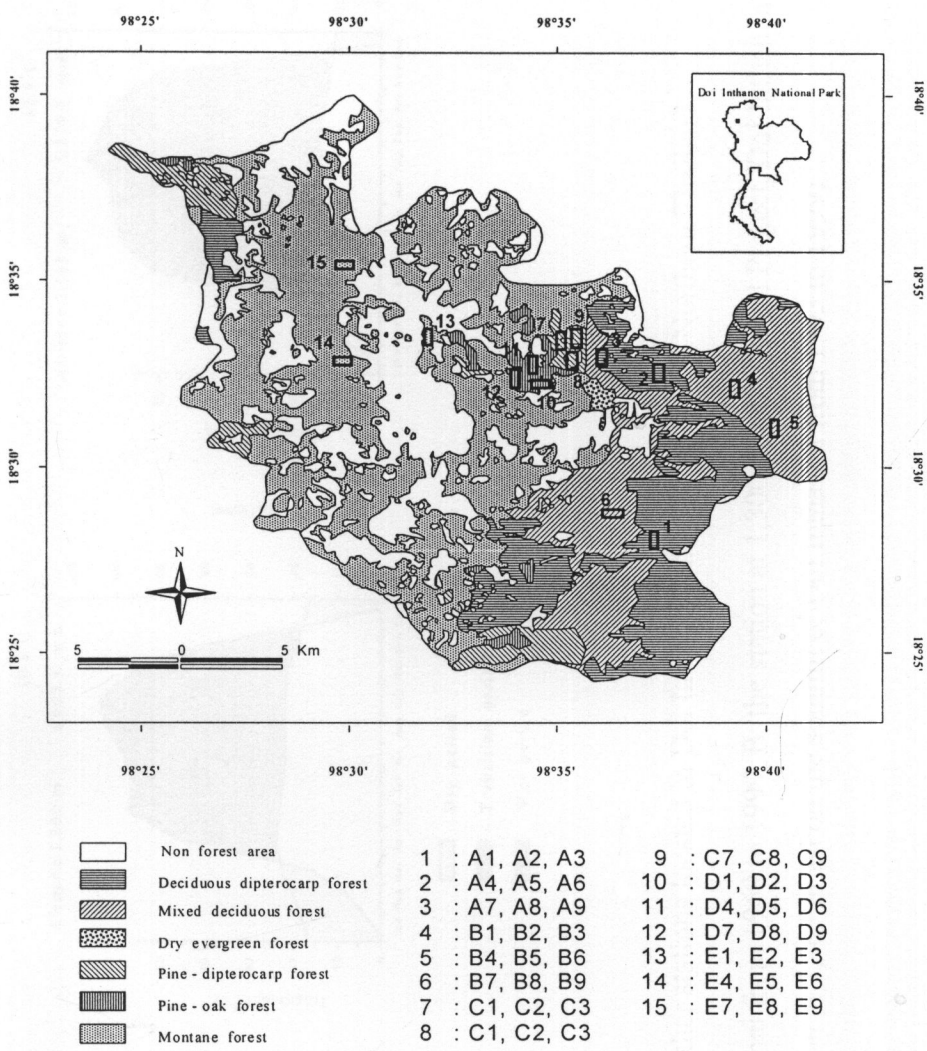 98°25' 98°30' 98°35' 98°40'
18°40' 18°40'
Doi Inthanon National Park
18°35' 18°35'
15
13
9
7
14
3
11
8
2
4
12
10
5
18°30' 18°30'
6
1
N
5 0 5 Km
18°25' 18°25'
98°25' 98°30' 98°35' 98°40'
Non forest area
Deciduous dipterocarp forest
Mixed deciduous forest
Dry evergreen forest
Pine - dipterocarp forest
Pine - oak forest
Montane forest
1 : A1, A2, A3
2 : A4, A5, A6
3 : A7, A8, A9
4 : B1, B2, B3
5 : B4, B5, B6
6 : B7, B8, B9
7 : C1, C2, C3
8 : C1, C2, C3
9 : C7, C8, C9
10 : D1, D2, D3
11 : D4, D5, D6
12 : D7, D8, D9
13 : E1, E2, E3
14 : E4, E5, E6
15 : E7, E8, E9